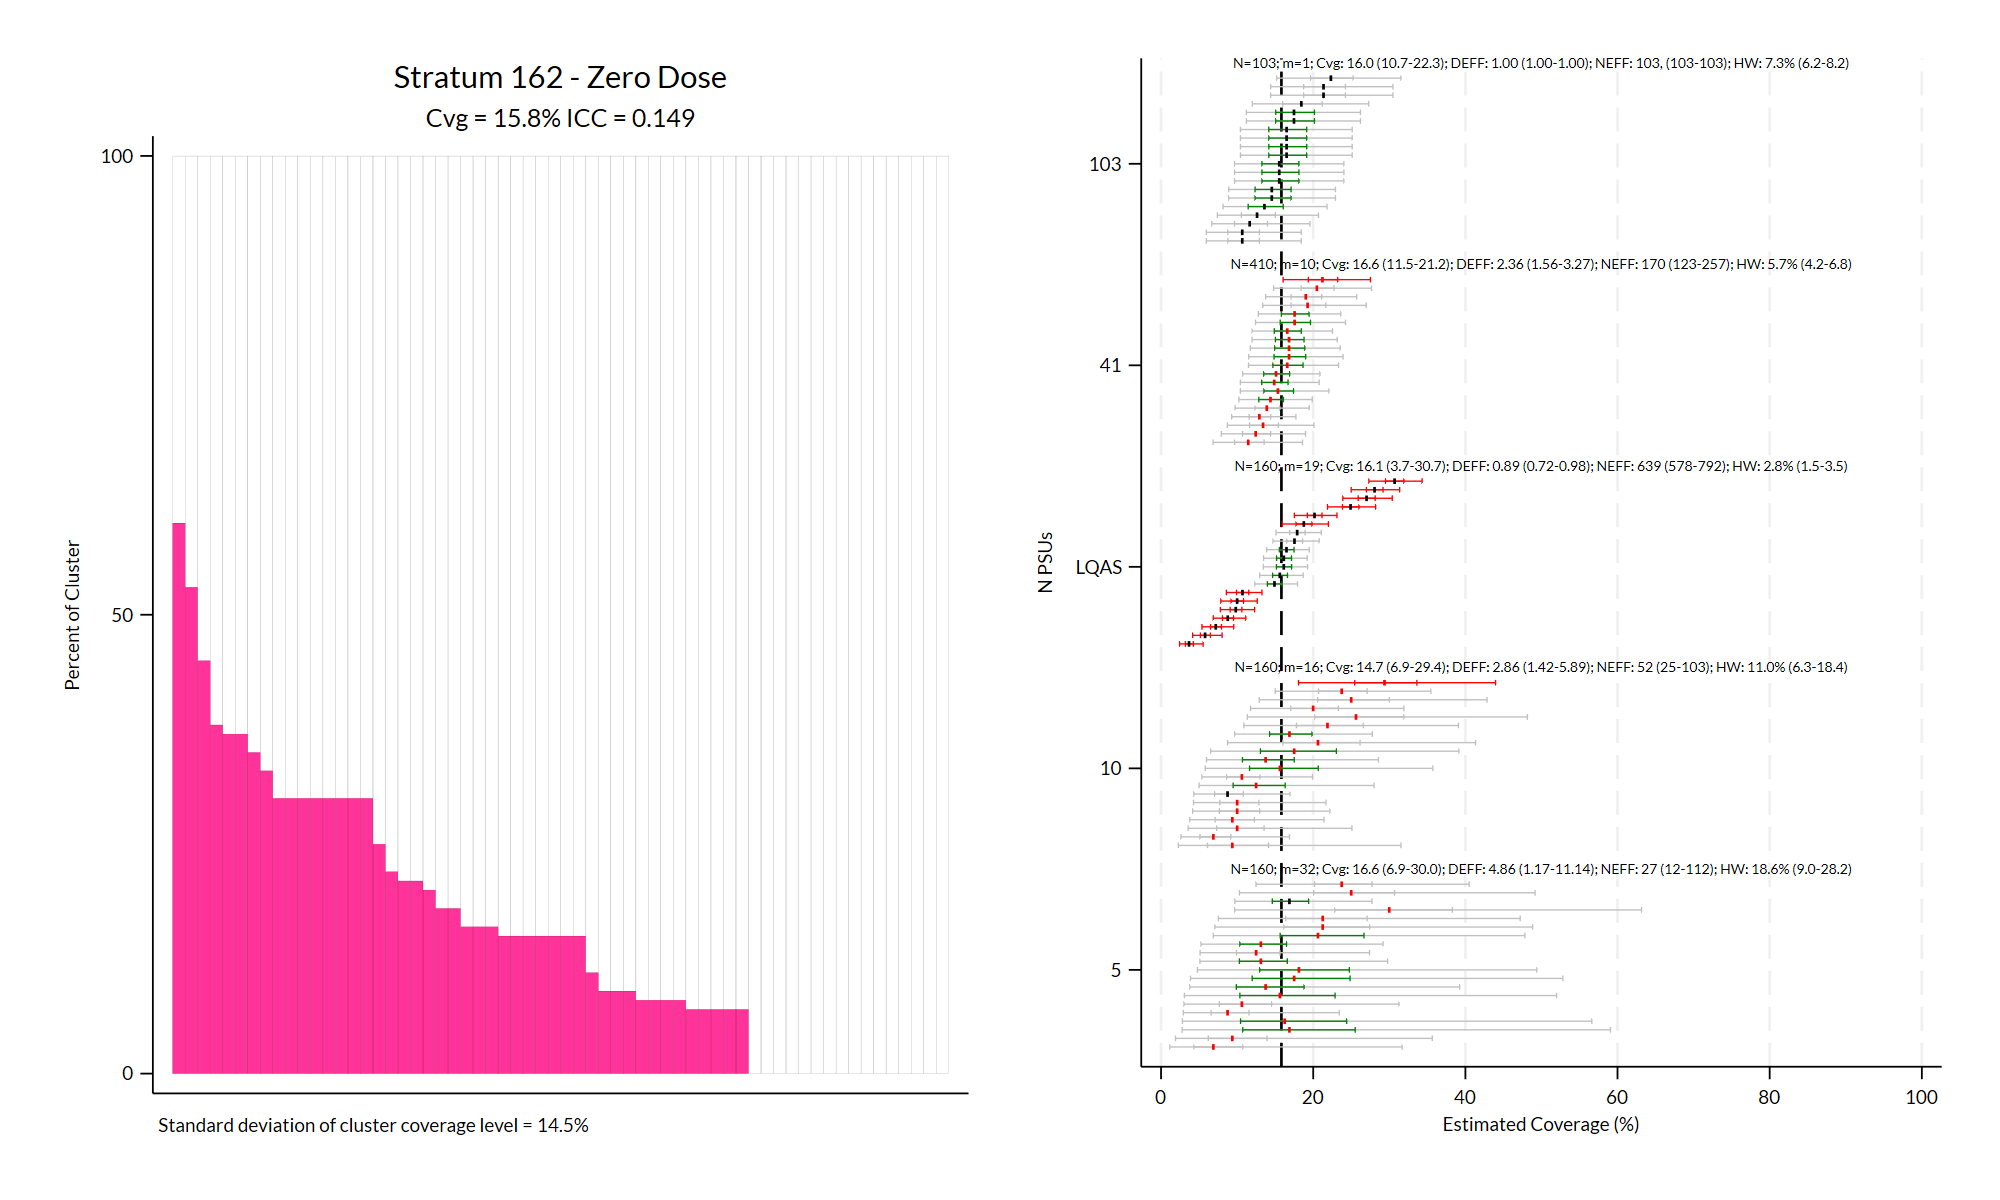 Stratum 162 - Zero Dose
Cvg = 15.8% ICC = 0.149
100
50
0
Percent of Cluster
Standard deviation of cluster coverage level = 14.5%
N=103; m=1; Cvg: 16.0 (10.7-22.3); DEFF: 1.00 (1.00-1.00); NEFF: 103, (103-103); HW: 7.3% (6.2-8.2)
103
N=410; m=10; Cvg: 16.6 (11.5-21.2); DEFF: 2.36 (1.56-3.27); NEFF: 170 (123-257); HW: 5.7% (4.2-6.8)
41
N=160; m=19; Cvg: 16.1 (3.7-30.7); DEFF: 0.89 (0.72-0.98); NEFF: 639 (578-792); HW: 2.8% (1.5-3.5)
LQAS
N=160; m=16; Cvg: 14.7 (6.9-29.4); DEFF: 2.86 (1.42-5.89); NEFF: 52 (25-103); HW: 11.0% (6.3-18.4)
10
N=160; m=32; Cvg: 16.6 (6.9-30.0); DEFF: 4.86 (1.17-11.14); NEFF: 27 (12-112); HW: 18.6% (9.0-28.2)
5
N PSUs
0 20 40 60 80 100
Estimated Coverage (%)